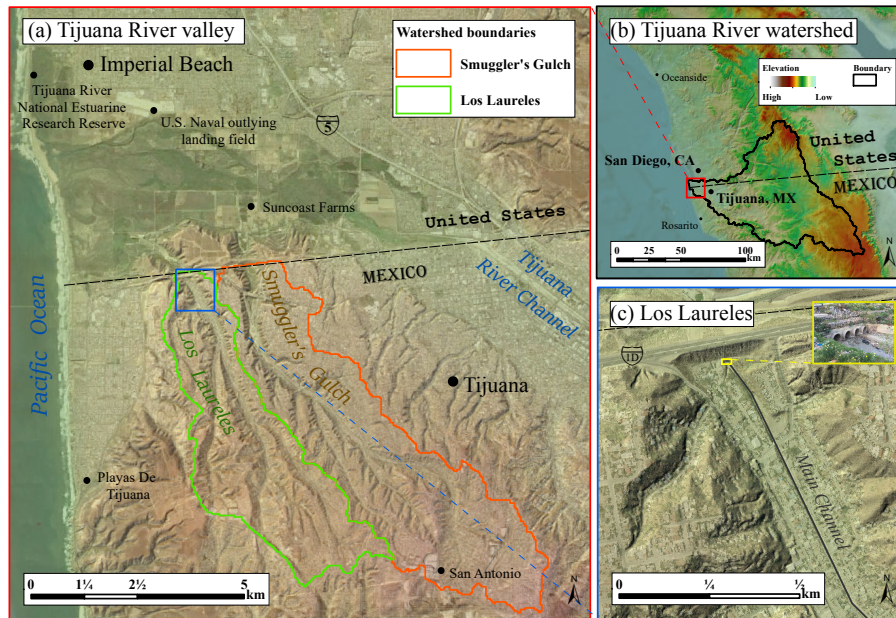 (a) Tijuana River valley
Imperial Beach
Tijuana River
National Estuarine
Research Reserve
U.S. Naval outlying
landing field
5
Watershed boundaries
Smuggler's Gulch
Los Laureles
Suncoast Farms
United States
MEXICO
Tijuana
River Channel
Smuggler's
Gulch
Los
Laureles
Pacific Ocean
Tijuana
Playas De
Tijuana
San Antonio
0 1¼ 2½ 5
km
N
(b) Tijuana River watershed
Oceanside
Elevation
High Low
Boundary
United
States
San Diego, CA
MEXICO
Tijuana, MX
Rosarito
0 25 50 100
km
N
(c) Los Laureles
1D
Main Channel
0 ¼ ½
km
N